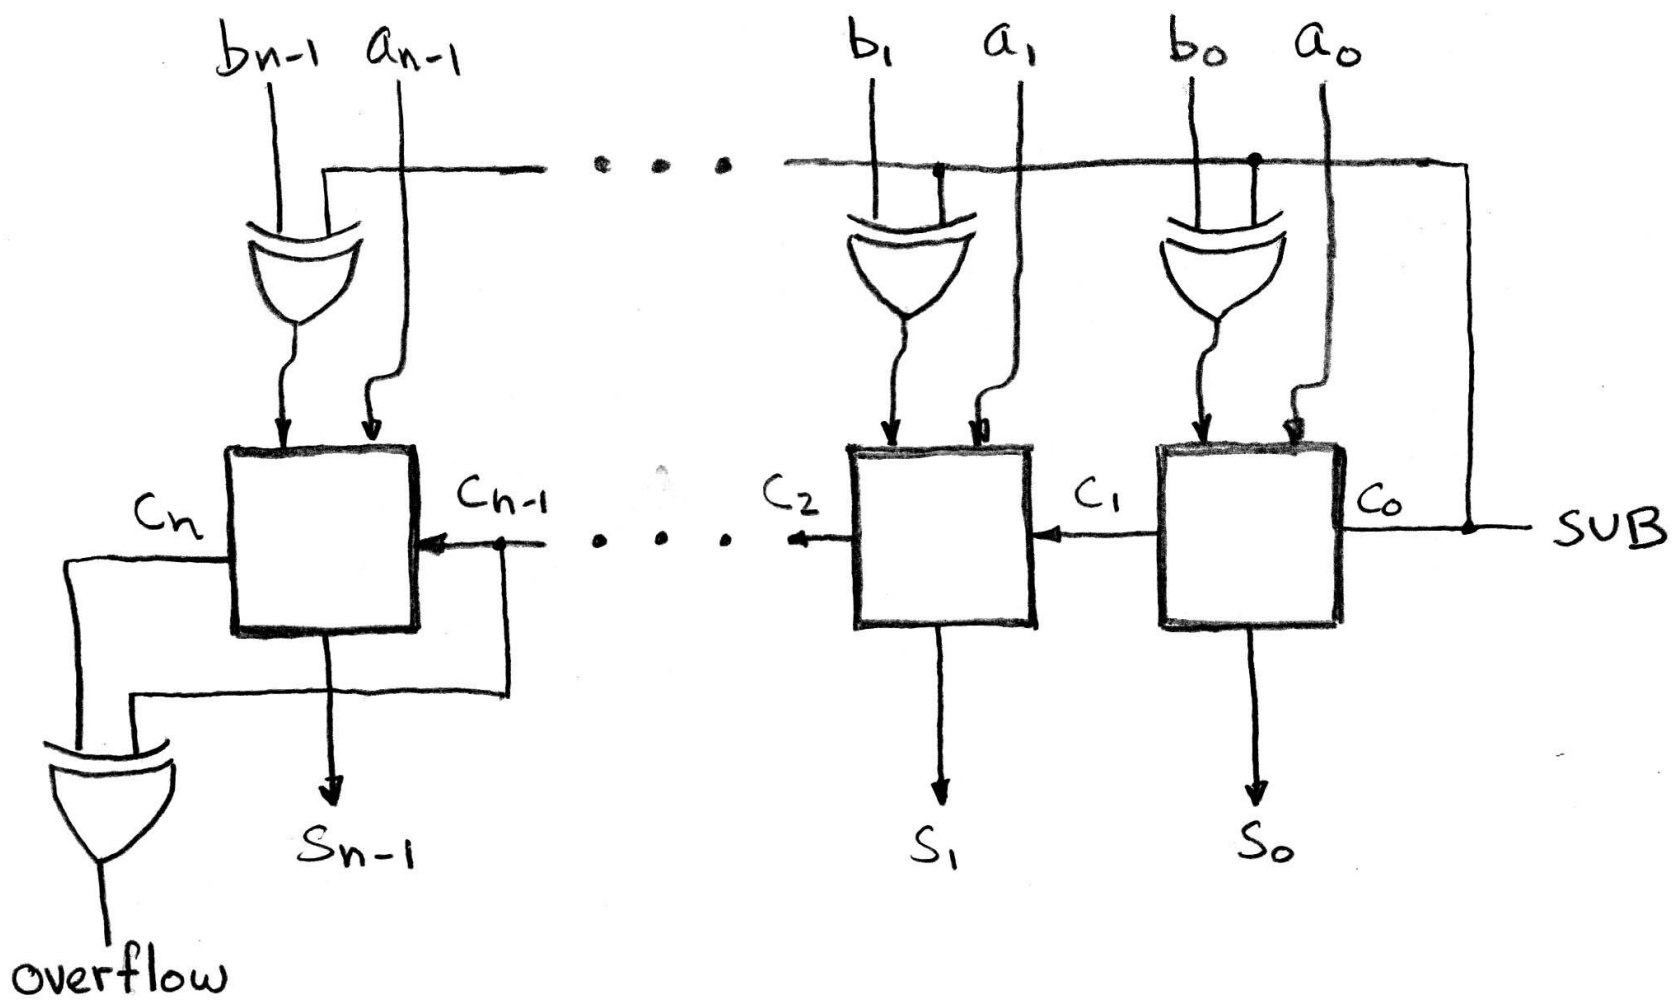 bn-1 an-1 b1 a1 b0 a0
Cn Cn-1 C2 C1 C0 SUB
Sn-1 S1 S0
overflow